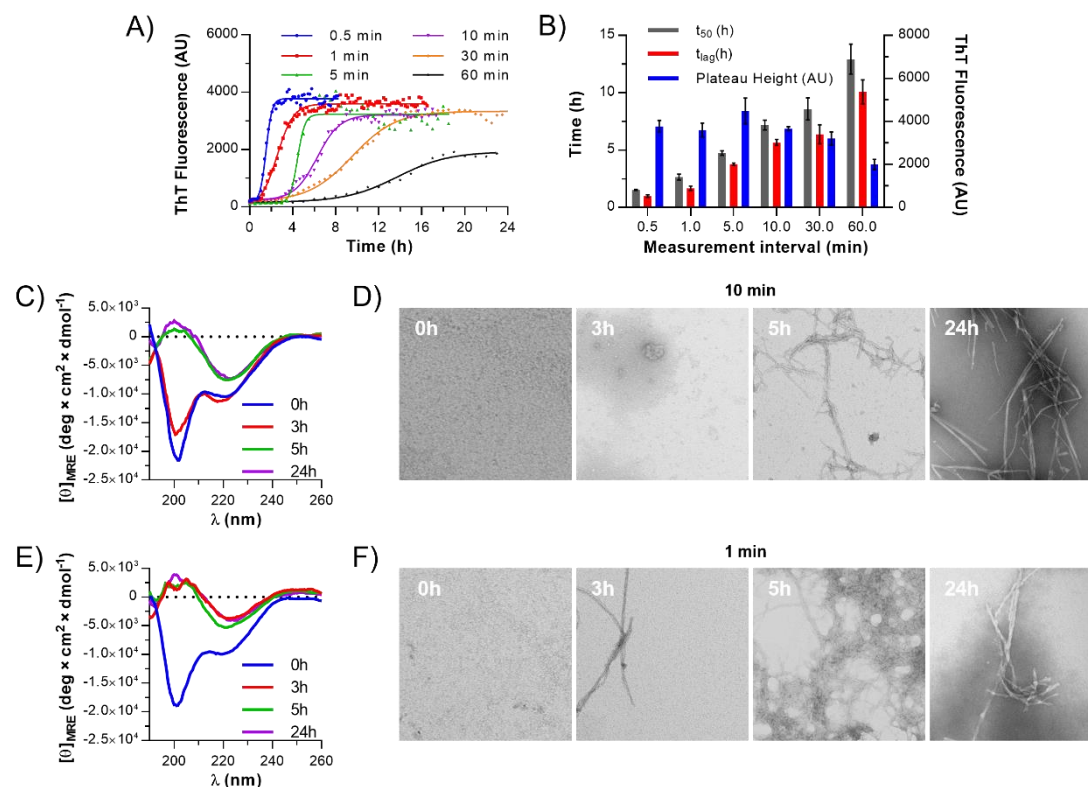 A)
ThT Fluorescence (AU)
6000
4000
2000
0
0 4 8 12 16 20 24
Time (h)
0.5 min
1 min
5 min
10 min
30 min
60 min
B)
Time (h)
15
10
5
0
t50 (h)
tlag(h)
Plateau Height (AU)
8000
7000
6000
5000
4000
3000
2000
1000
0
ThT Fluorescence (AU)
0.5 1.0 5.0 10.0 30.0 60.0
Measurement interval (min)
C)
[θ]MRE (deg × cm2 × dmol-1)
5.0×10³
0
-5.0×10³
-1.0×10⁴
-1.5×10⁴
-2.0×10⁴
-2.5×10⁴
200 220 240 260
λ (nm)
0h
3h
5h
24h
D)
10 min
0h 3h 5h 24h
E)
[θ]MRE (deg × cm2 × dmol-1)
5.0×10³
0
-5.0×10³
-1.0×10⁴
-1.5×10⁴
-2.0×10⁴
-2.5×10⁴
200 220 240 260
λ (nm)
0h
3h
5h
24h
F)
1 min
0h 3h 5h 24h